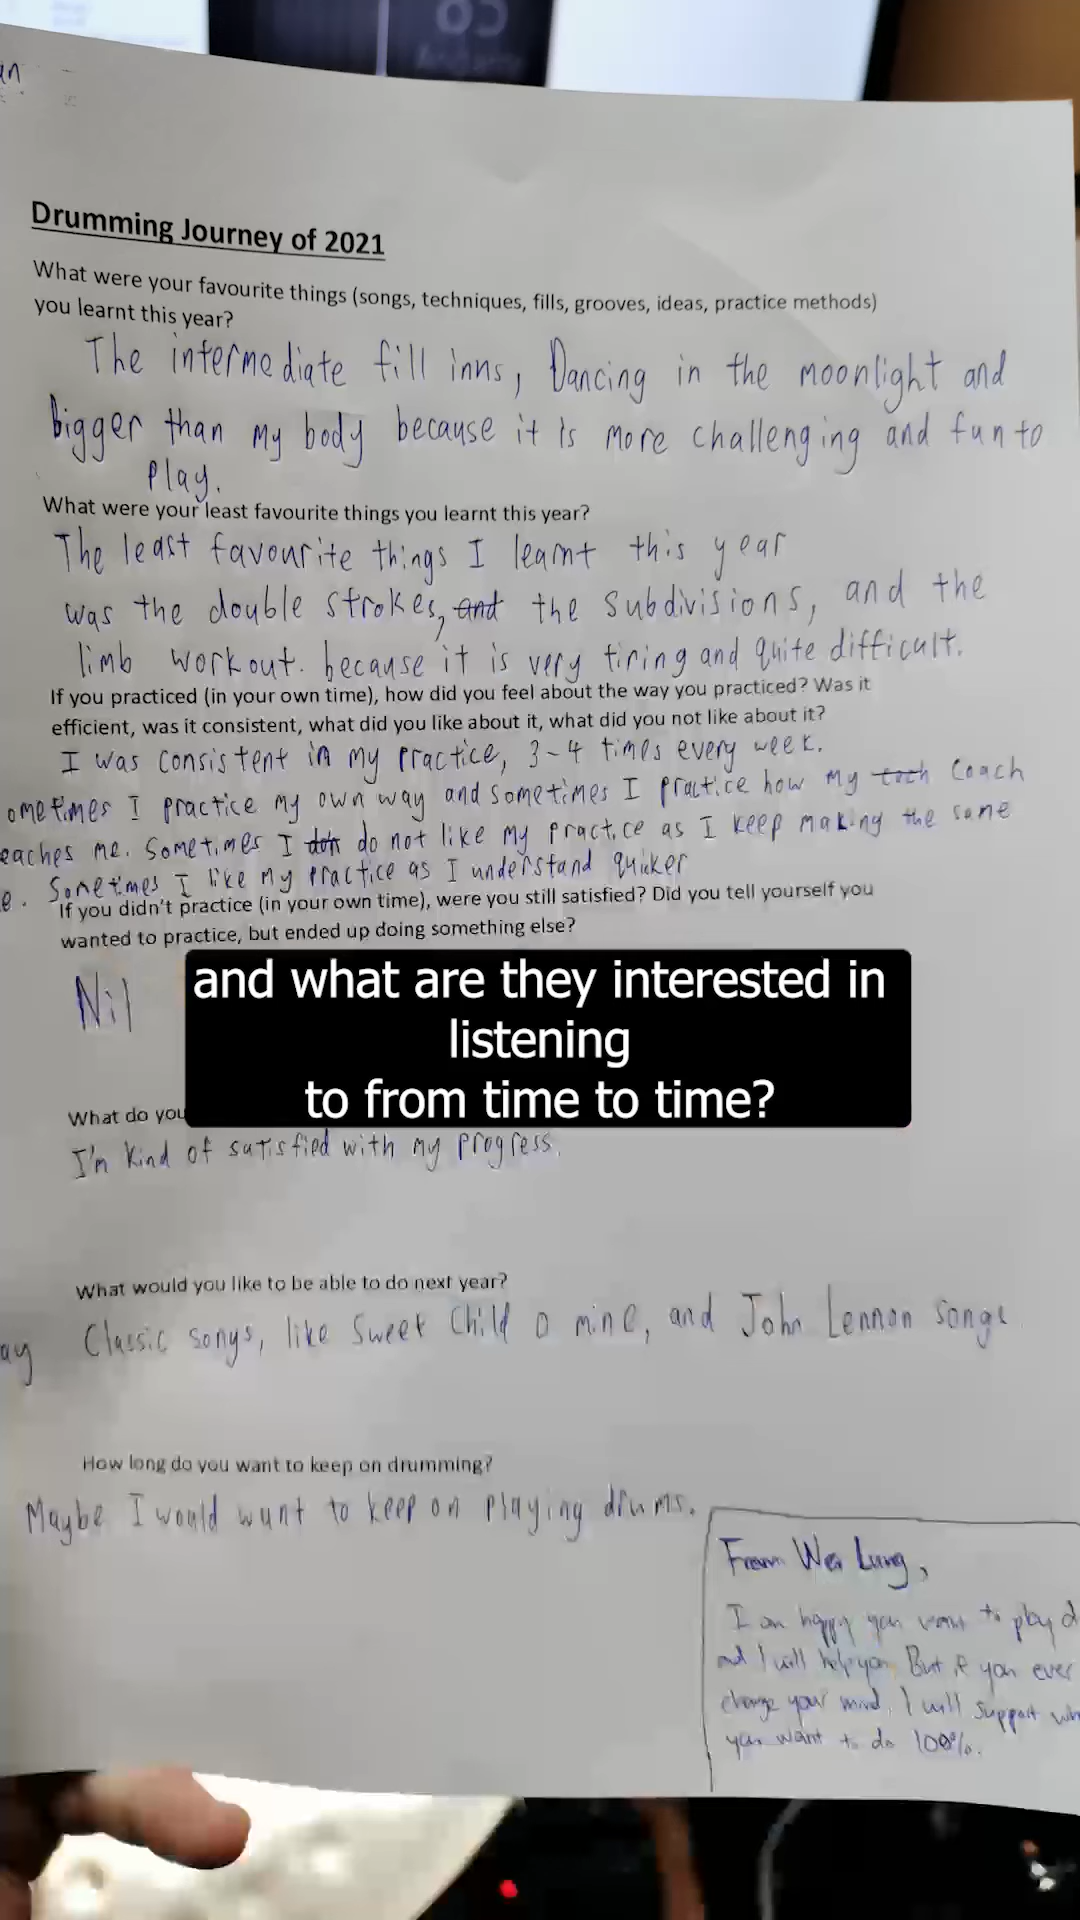 Drumming Journey of 2021
What were your favourite things (songs, techniques, fills, grooves, ideas, practice methods)
you learnt this year?
The intermediate fill inns, Dancing in the moonlight and
Bigger than my body because it is more challenging and fun to
play.
What were your least favourite things you learnt this year?
The least favourite things I learnt this year
was the double strokes, and the subdivisions, and the
limb workout. because it is very tiring and quite difficult.
If you practiced (in your own time), how did you feel about the way you practiced? Was it
efficient, was it consistent, what did you like about it, what did you not like about it?
I was consistent in my practice, 3-4 times every week.
ometimes I practice my own way and sometimes I practice how my coach
eaches me. Sometimes I do not like my practice as I keep making the same
e. Sometimes I like my practice as I understand quicker
If you didn't practice (in your own time), were you still satisfied? Did you tell yourself you
wanted to practice, but ended up doing something else?
Nil
and what are they interested in
listening
to from time to time?
What do you
I'm kind of satisfied with my progress.
What would you like to be able to do next year?
ay Classic songs, like Sweet Child O mine, and John Lennon songs
How long do you want to keep on drumming?
Maybe I would want to keep on playing drums.
From Wei Lung,
I am happy you want to play d
and I will help you. But if you ever
change your mind, I will support wh
you want to do 100%.